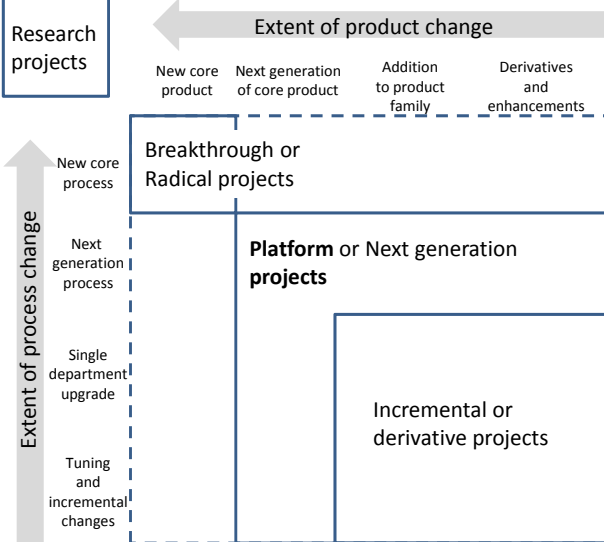 Research
projects
Extent of product change
New core
product
Next generation
of core product
Addition
to product
family
Derivatives
and
enhancements
Extent of process change
New core
process
Breakthrough or
Radical projects
Next
generation
process
Platform or Next generation
projects
Single
department
upgrade
Incremental or
derivative projects
Tuning
and
incremental
changes